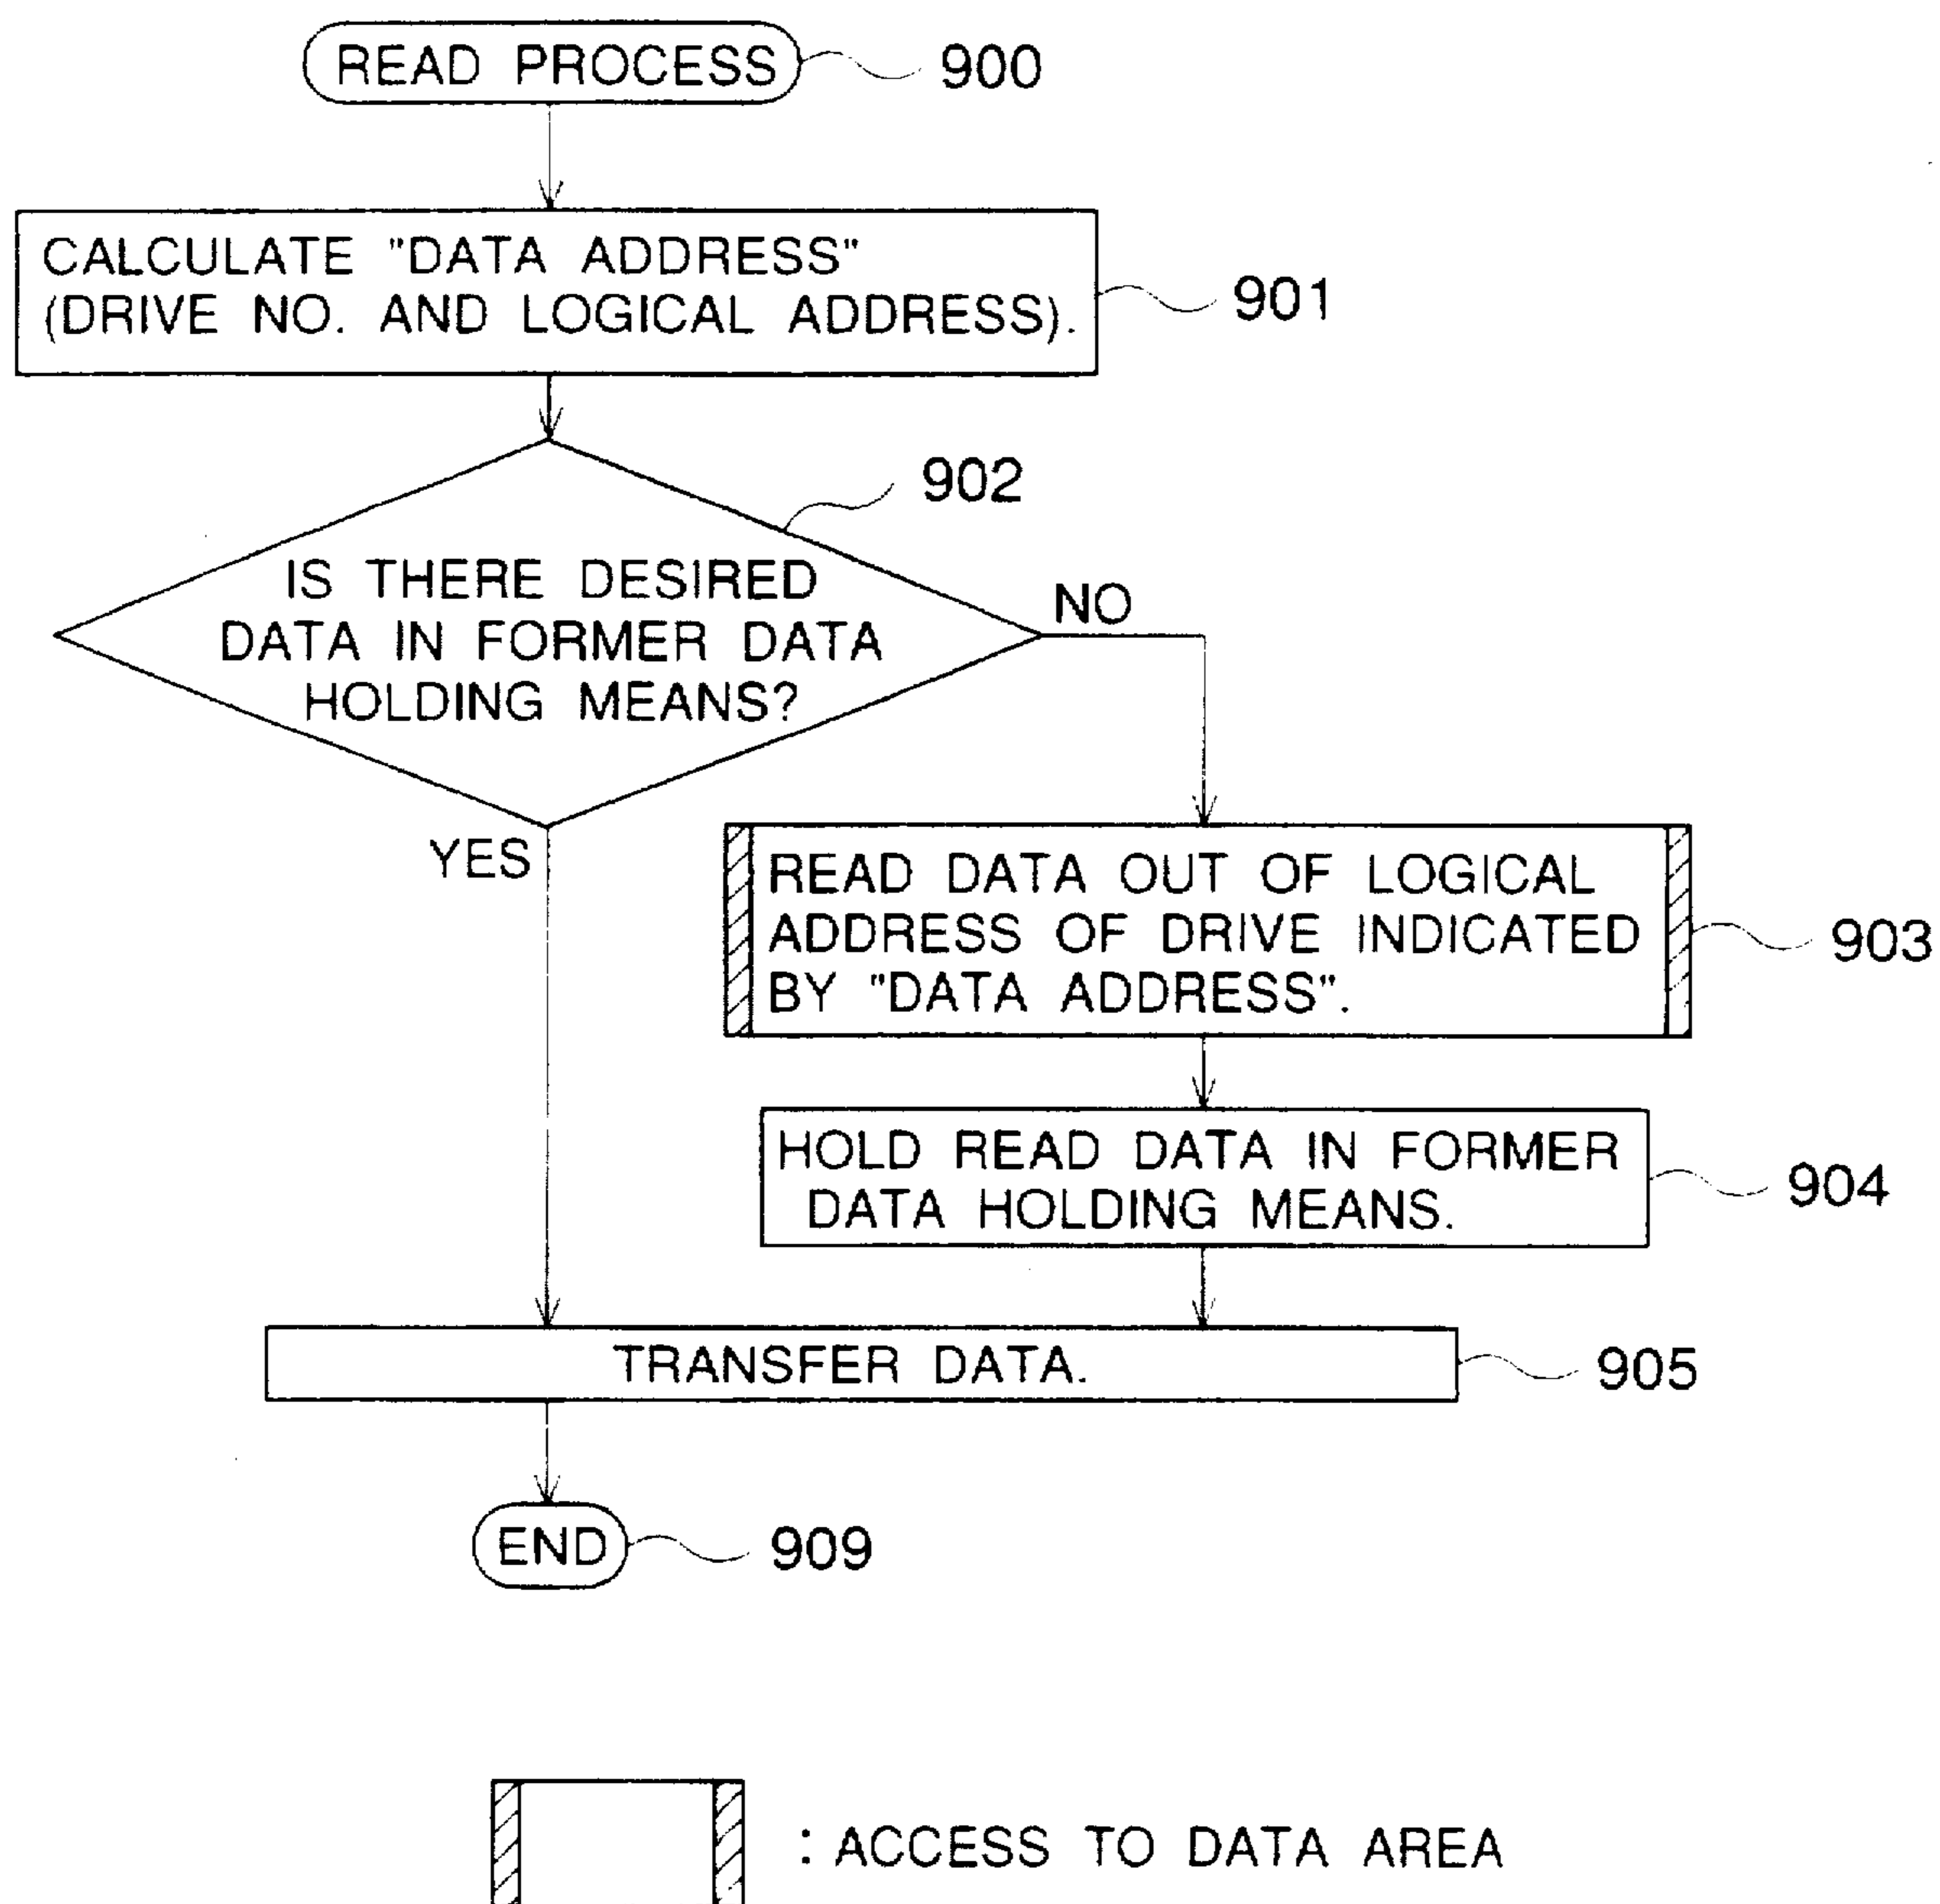 READ PROCESS
900
CALCULATE "DATA ADDRESS"
(DRIVE NO. AND LOGICAL ADDRESS).
901
902
IS THERE DESIRED
DATA IN FORMER DATA
HOLDING MEANS?
NO
YES
READ DATA OUT OF LOGICAL
ADDRESS OF DRIVE INDICATED
BY "DATA ADDRESS".
903
HOLD READ DATA IN FORMER
DATA HOLDING MEANS.
904
TRANSFER DATA.
905
END
909
: ACCESS TO DATA AREA